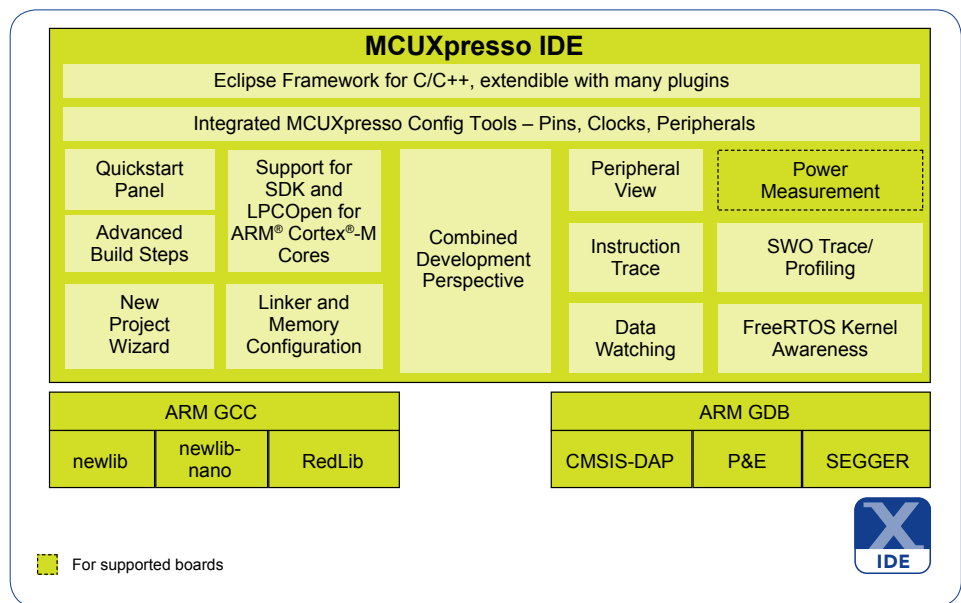 MCUXpresso IDE
Eclipse Framework for C/C++, extendible with many plugins
Integrated MCUXpresso Config Tools – Pins, Clocks, Peripherals
Quickstart
Panel
Advanced
Build Steps
New
Project
Wizard
Support for
SDK and
LPCOpen for
ARM® Cortex®-M
Cores
Linker and
Memory
Configuration
Combined
Development
Perspective
Peripheral
View
Instruction
Trace
Data
Watching
Power
Measurement
SWO Trace/
Profiling
FreeRTOS Kernel
Awareness
ARM GCC
newlib
newlib-
nano
RedLib
ARM GDB
CMSIS-DAP
P&E
SEGGER
For supported boards
X
IDE